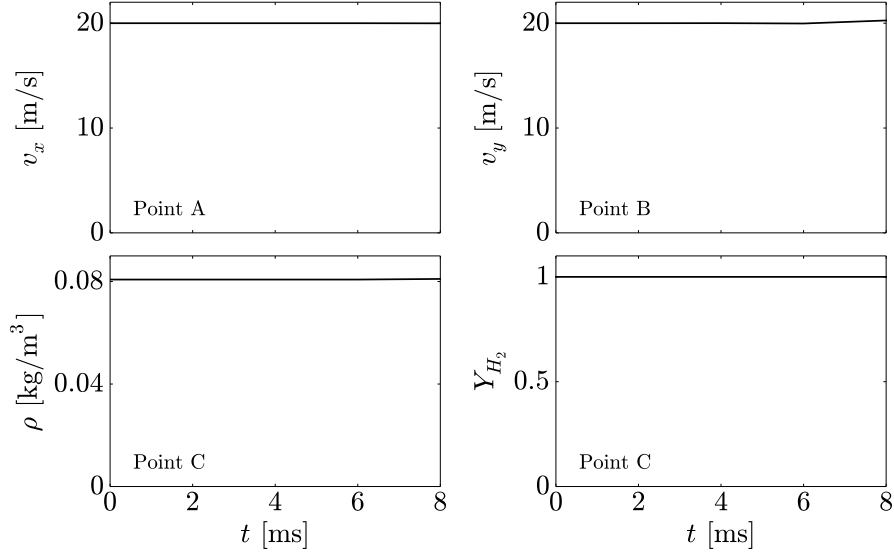 20
10
0
v_x [m/s]
Point A
20
10
0
v_y [m/s]
Point B
0.08
0.04
0
ρ [kg/m³]
Point C
0 2 4 6 8
t [ms]
1
0.5
0
Y_{H_2}
Point C
0 2 4 6 8
t [ms]